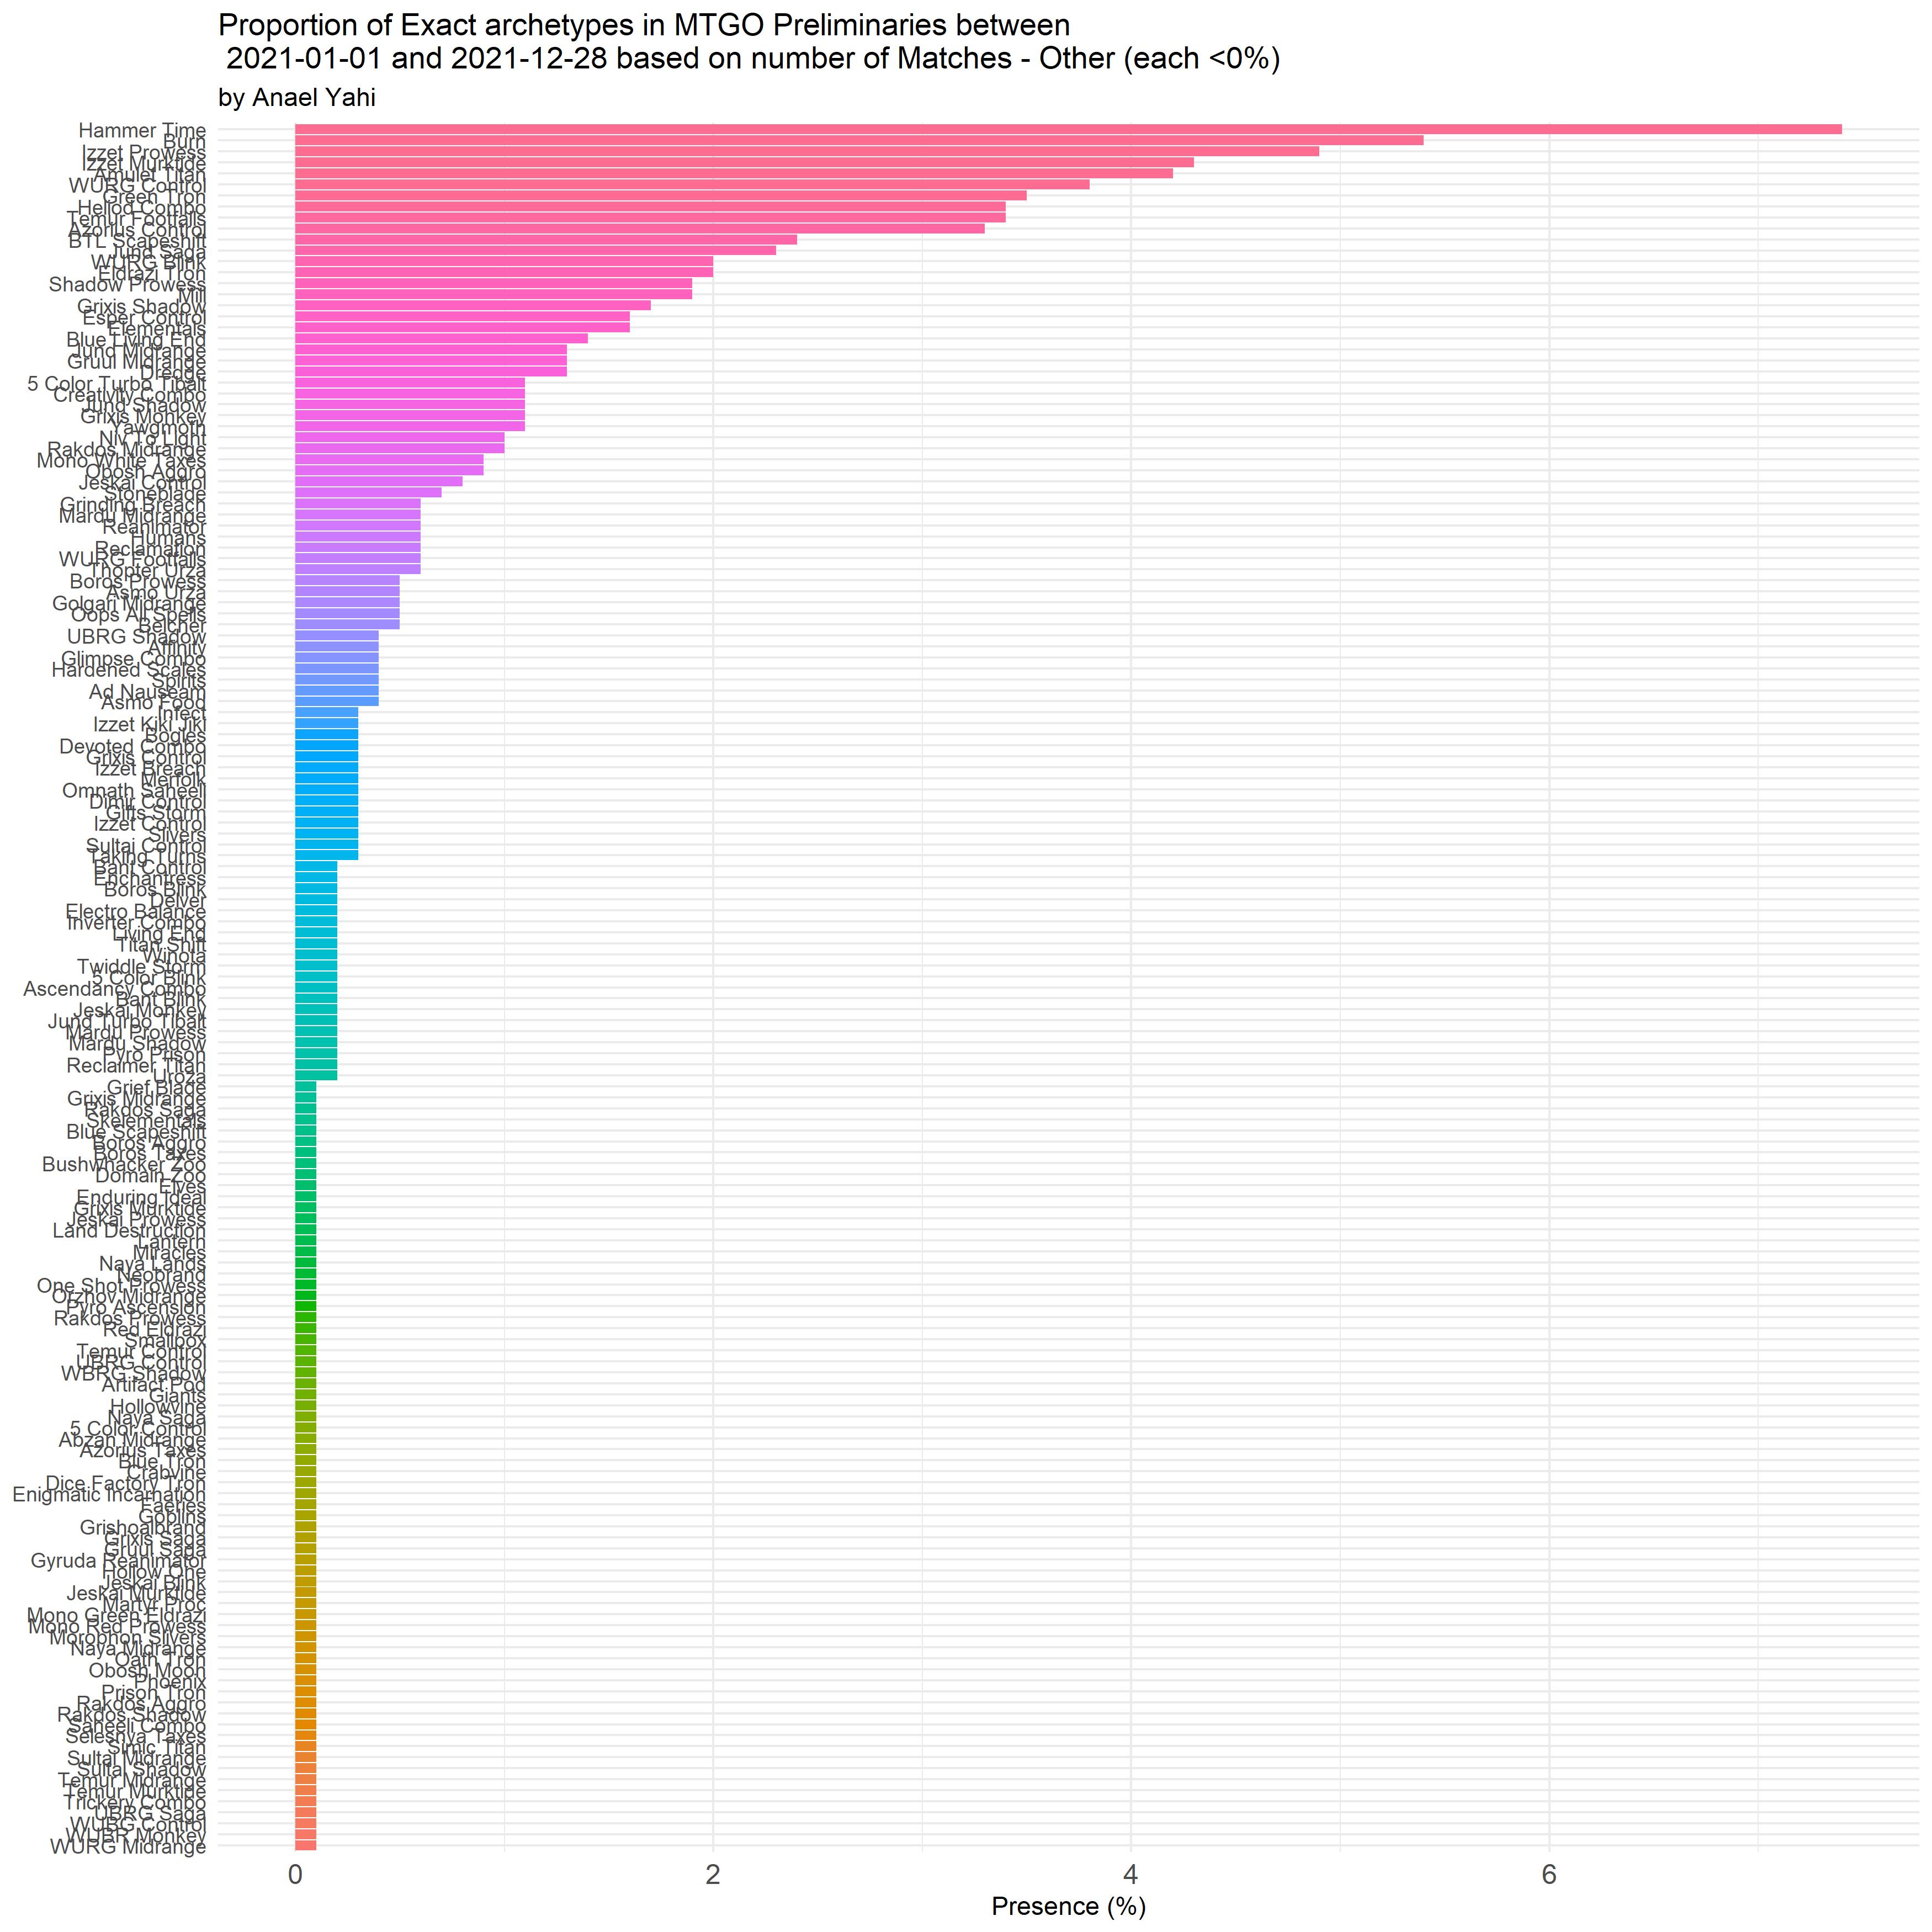 Proportion of Exact archetypes in MTGO Preliminaries between
2021-01-01 and 2021-12-28 based on number of Matches - Other (each <0%)
by Anael Yahi
Hammer Time
Burn
Izzet Prowess
Izzet Murktide
Amulet Titan
WURG Control
Green Tron
Heliod Combo
Temur Footfalls
Azorius Control
BTL Scapeshift
Jund Saga
WURG Blink
Eldrazi Tron
Shadow Prowess
Mill
Grixis Shadow
Esper Control
Elementals
Blue Living End
Jund Midrange
Gruul Midrange
Dredge
5 Color Turbo Tibalt
Creativity Combo
Jund Shadow
Grixis Monkey
Yawgmoth
Niv To Light
Rakdos Midrange
Mono White Taxes
Obosh Aggro
Jeskai Control
Stoneblade
Grinding Breach
Mardu Midrange
Reanimator
Humans
Reclamation
WURG Footfalls
Thopter Urza
Boros Prowess
Asmo Urza
Golgari Midrange
Oops All Spells
Belcher
UBRG Shadow
Affinity
Glimpse Combo
Hardened Scales
Spirits
Ad Nauseam
Asmo Food
Infect
Izzet Kiki Jiki
Bogles
Devoted Combo
Grixis Control
Izzet Breach
Merfolk
Omnath Saheeli
Dimir Control
Gifts Storm
Izzet Control
Slivers
Sultai Control
Taking Turns
Bant Control
Enchantress
Boros Blink
Delver
Electro Balance
Inverter Combo
Living End
Titan Shift
Winota
Twiddle Storm
5 Color Blink
Ascendancy Combo
Bant Blink
Jeskai Monkey
Jund Turbo Tibalt
Mardu Prowess
Mardu Shadow
Pyro Prison
Reclaimer Titan
Uroza
Grief Blade
Grixis Midrange
Rakdos Saga
Skelementals
Blue Scapeshift
Boros Aggro
Boros Taxes
Bushwhacker Zoo
Domain Zoo
Elves
Enduring Ideal
Grixis Murktide
Jeskai Prowess
Land Destruction
Lantern
Miracles
Naya Lands
Neobrand
One Shot Prowess
Orzhov Midrange
Pyro Ascension
Rakdos Prowess
Red Eldrazi
Smallbox
Temur Control
UBRG Control
WBRG Shadow
Artifact Pod
Giants
Hollowvine
Naya Saga
5 Color Control
Abzan Midrange
Azorius Taxes
Blue Tron
Crabvine
Dice Factory Tron
Enigmatic Incarnation
Faeries
Goblins
Grishoalbrand
Grixis Saga
Gruul Saga
Gyruda Reanimator
Hollow One
Jeskai Blink
Jeskai Murktide
Martyr Proc
Mono Green Eldrazi
Mono Red Prowess
Morophon Slivers
Naya Midrange
Oath Tron
Obosh Moon
Phoenix
Prison Tron
Rakdos Aggro
Rakdos Shadow
Saheeli Combo
Selesnya Taxes
Simic Titan
Sultai Midrange
Sultai Shadow
Temur Midrange
Temur Murktide
Trickery Combo
UBRG Saga
WUBG Control
WUBR Monkey
WURG Midrange
0 2 4 6
Presence (%)